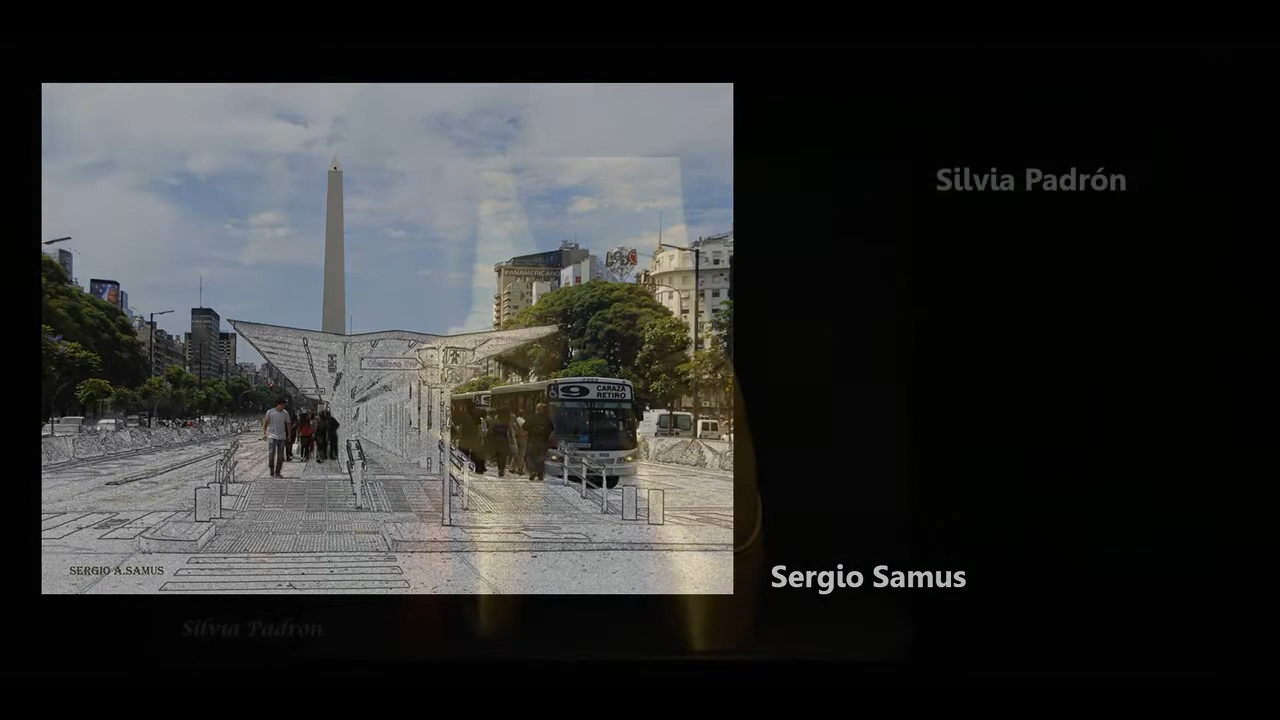 Silvia Padrón
PANAMERICANO
9
CARAZA
RETIRO
SERGIO A.SAMUS
Sergio Samus
Silvia Padrón